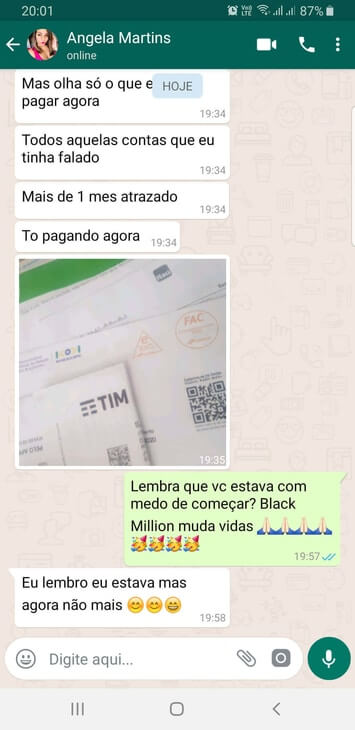 20:01
Vo)) LTE 87%
Angela Martins
online
Mas olha só o que e
pagar agora
19:34
HOJE
Todos aquelas contas que eu
tinha falado
19:34
Mais de 1 mes atrazado
19:34
To pagando agora 19:34
Itaú
FAC
TIM
19:35
Lembra que vc estava com
medo de começar? Black
Million muda vidas 🙏🏻🙏🏻🙏🏻🙏🏻
🥳🥳🥳🥳
19:57
Eu lembro eu estava mas
agora não mais 😊😊😄
19:58
Digite aqui...